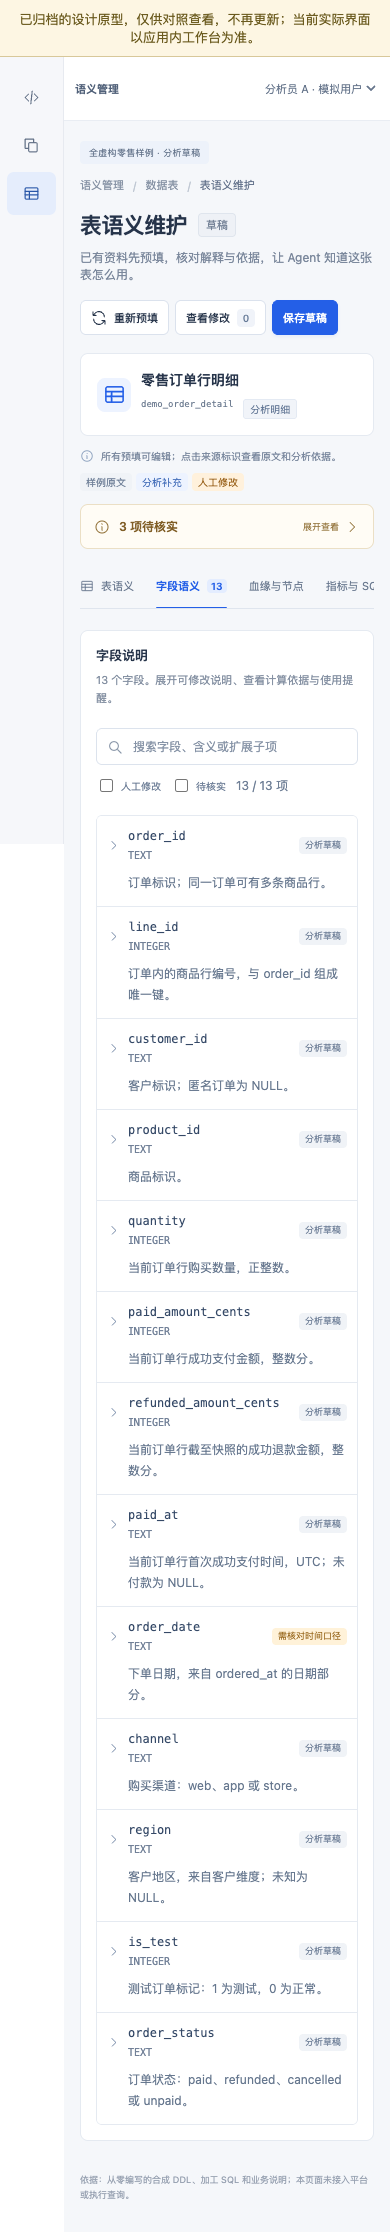 已归档的设计原型，仅供对照查看，不再更新；当前实际界面
以应用内工作台为准。
语义管理
分析员 A · 模拟用户
全虚构零售样例 · 分析草稿
语义管理 / 数据表 / 表语义维护
表语义维护 草稿
已有资料先预填，核对解释与依据，让 Agent 知道这张
表怎么用。
重新预填 查看修改 0 保存草稿
零售订单行明细
demo_order_detail 分析明细
所有预填可编辑；点击来源标识查看原文和分析依据。
样例原文 分析补充 人工修改
3 项待核实 展开查看
表语义 字段语义 13 血缘与节点 指标与 SQ
字段说明
13 个字段。展开可修改说明、查看计算依据与使用提
醒。
搜索字段、含义或扩展子项
人工修改 待核实 13 / 13 项
order_id
TEXT
分析草稿
订单标识；同一订单可有多条商品行。
line_id
INTEGER
分析草稿
订单内的商品行编号，与 order_id 组成
唯一键。
customer_id
TEXT
分析草稿
客户标识；匿名订单为 NULL。
product_id
TEXT
分析草稿
商品标识。
quantity
INTEGER
分析草稿
当前订单行购买数量，正整数。
paid_amount_cents
INTEGER
分析草稿
当前订单行成功支付金额，整数分。
refunded_amount_cents
INTEGER
分析草稿
当前订单行截至快照的成功退款金额，整
数分。
paid_at
TEXT
分析草稿
当前订单行首次成功支付时间，UTC；未
付款为 NULL。
order_date
TEXT
需核对时间口径
下单日期，来自 ordered_at 的日期部
分。
channel
TEXT
分析草稿
购买渠道：web、app 或 store。
region
TEXT
分析草稿
客户地区，来自客户维度；未知为
NULL。
is_test
INTEGER
分析草稿
测试订单标记：1 为测试，0 为正常。
order_status
TEXT
分析草稿
订单状态：paid、refunded、cancelled
或 unpaid。
依据：从零编写的合成 DDL、加工 SQL 和业务说明；本页面未接入平台
或执行查询。